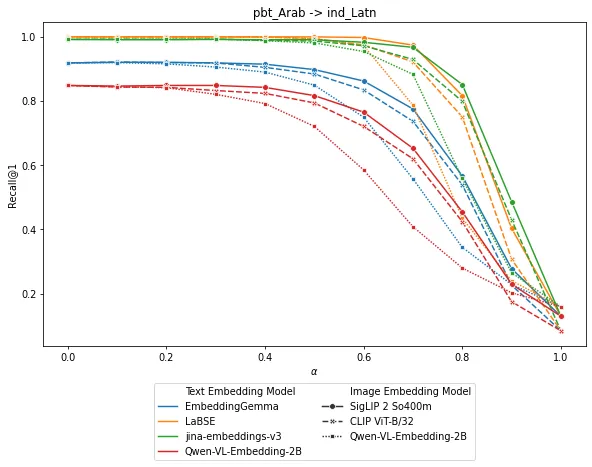 pbt_Arab -> ind_Latn
Recall@1
1.0
0.8
0.6
0.4
0.2
0.0 0.2 0.4 0.6 0.8 1.0
α
Text Embedding Model
EmbeddingGemma
LaBSE
jina-embeddings-v3
Qwen-VL-Embedding-2B
Image Embedding Model
SigLIP 2 So400m
CLIP ViT-B/32
Qwen-VL-Embedding-2B